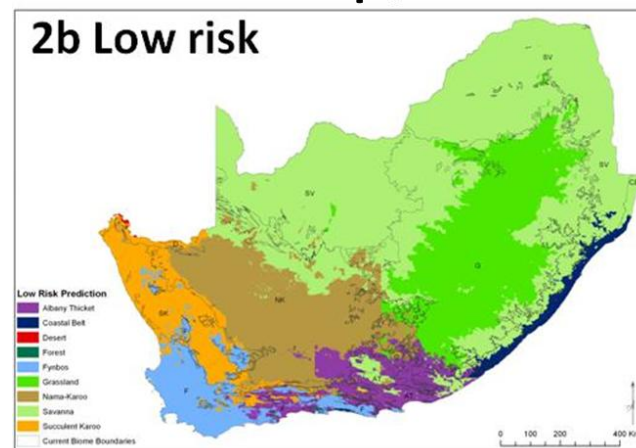 2b Low risk
SV
SV
SV
C
G
NK
SK
F
Low Risk Prediction
Albany Thicket
Coastal Belt
Desert
Forest
Fynbos
Grassland
Nama-Karoo
Savanna
Succulent Karoo
Current Biome Boundaries
0 100 200 400 K